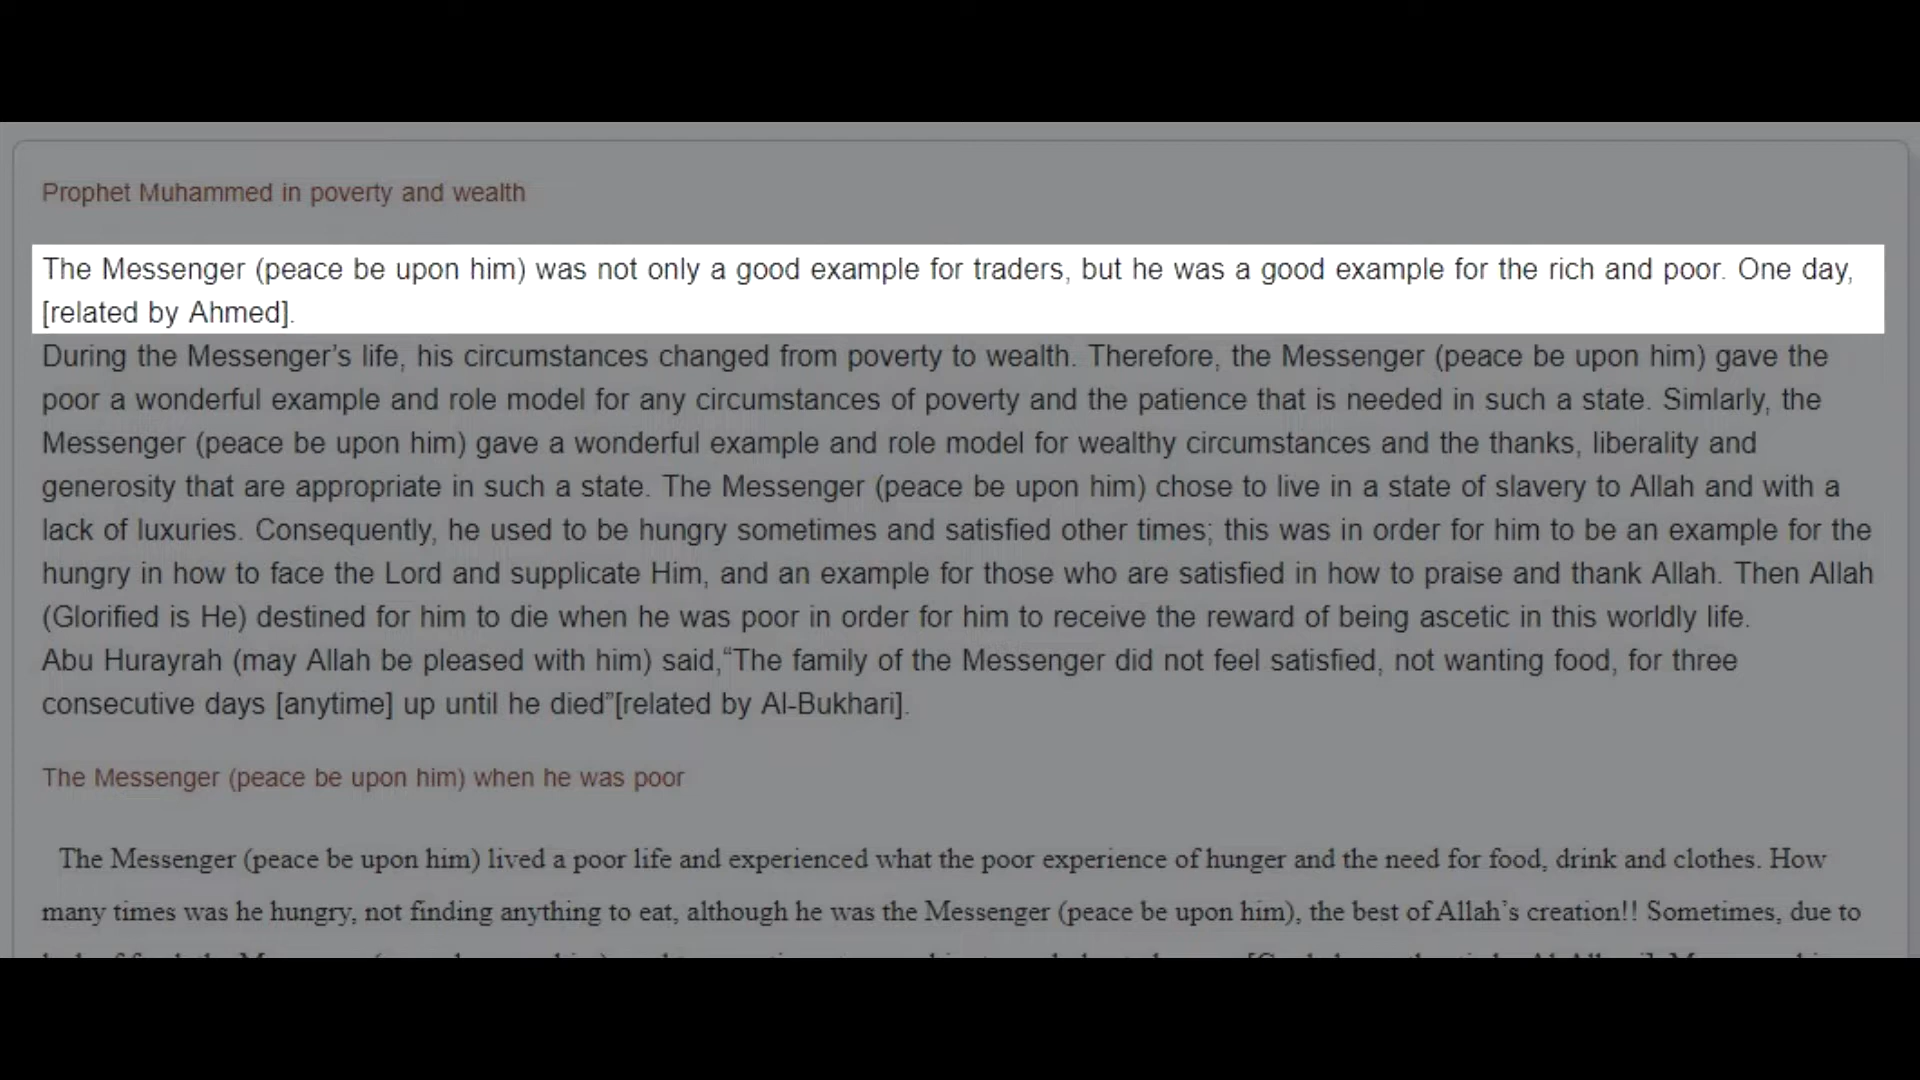 Prophet Muhammed in poverty and wealth
The Messenger (peace be upon him) was not only a good example for traders, but he was a good example for the rich and poor. One day,
[related by Ahmed].
During the Messenger’s life, his circumstances changed from poverty to wealth. Therefore, the Messenger (peace be upon him) gave the
poor a wonderful example and role model for any circumstances of poverty and the patience that is needed in such a state. Simlarly, the
Messenger (peace be upon him) gave a wonderful example and role model for wealthy circumstances and the thanks, liberality and
generosity that are appropriate in such a state. The Messenger (peace be upon him) chose to live in a state of slavery to Allah and with a
lack of luxuries. Consequently, he used to be hungry sometimes and satisfied other times; this was in order for him to be an example for the
hungry in how to face the Lord and supplicate Him, and an example for those who are satisfied in how to praise and thank Allah. Then Allah
(Glorified is He) destined for him to die when he was poor in order for him to receive the reward of being ascetic in this worldly life.
Abu Hurayrah (may Allah be pleased with him) said,“The family of the Messenger did not feel satisfied, not wanting food, for three
consecutive days [anytime] up until he died”[related by Al-Bukhari].
The Messenger (peace be upon him) when he was poor
The Messenger (peace be upon him) lived a poor life and experienced what the poor experience of hunger and the need for food, drink and clothes. How
many times was he hungry, not finding anything to eat, although he was the Messenger (peace be upon him), the best of Allah’s creation!! Sometimes, due to